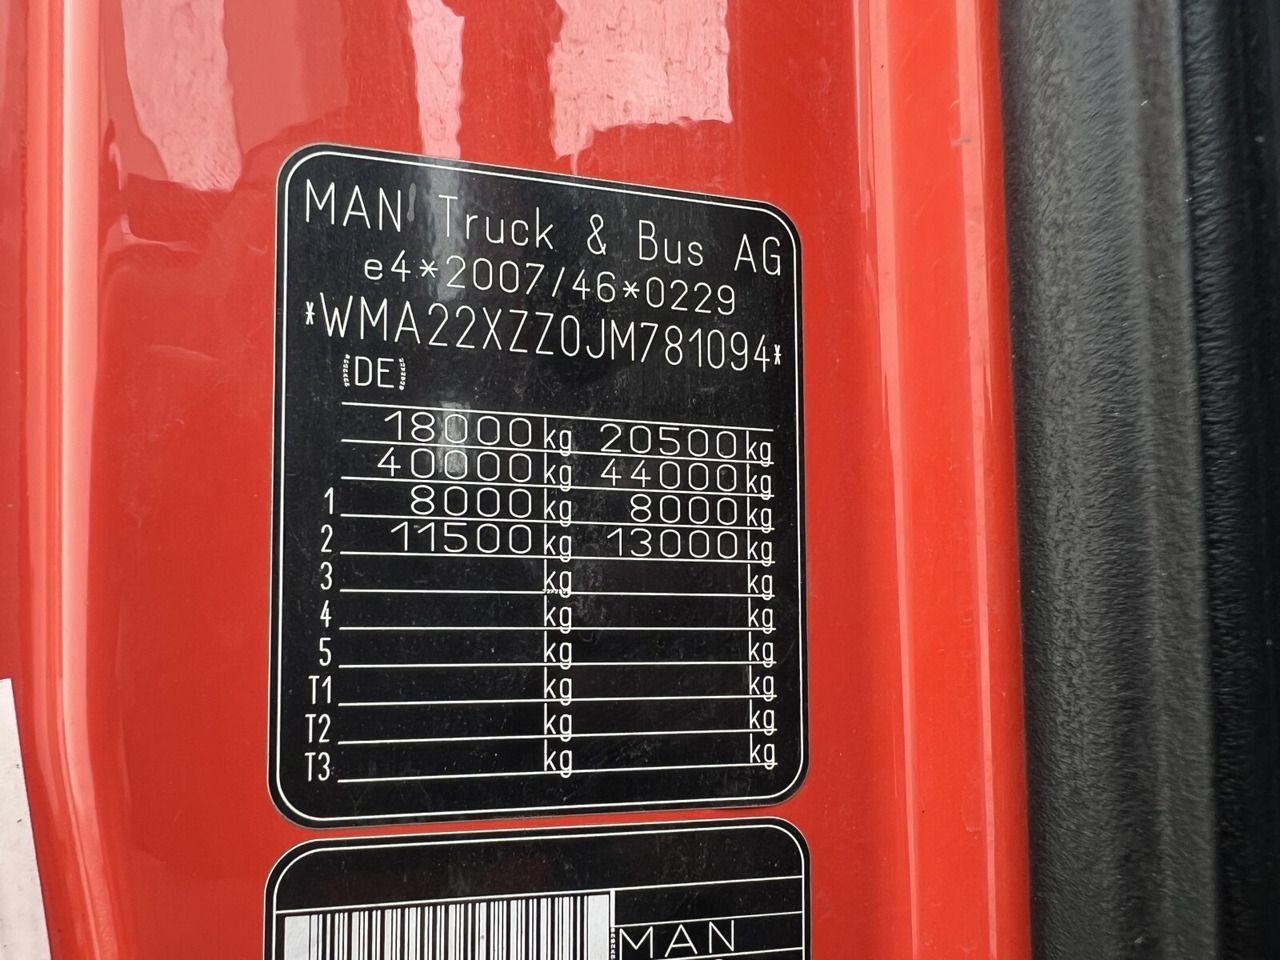 MAN Truck & Bus AG
e4*2007/46*0229
*WMA22XZZ0JM781094*
(DE)
18000 kg 20500 kg
40000 kg 44000 kg
1 8000 kg 8000 kg
2 11500 kg 13000 kg
3 kg kg
4 kg kg
5 kg kg
T1 kg kg
T2 kg kg
T3 kg kg
MAN